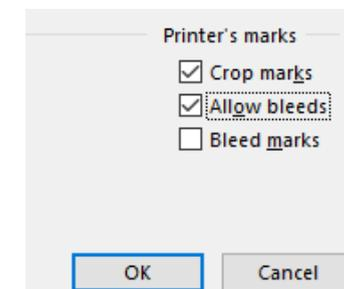 Printer's marks
Crop marks
Allow bleeds
Bleed marks
OK Cancel